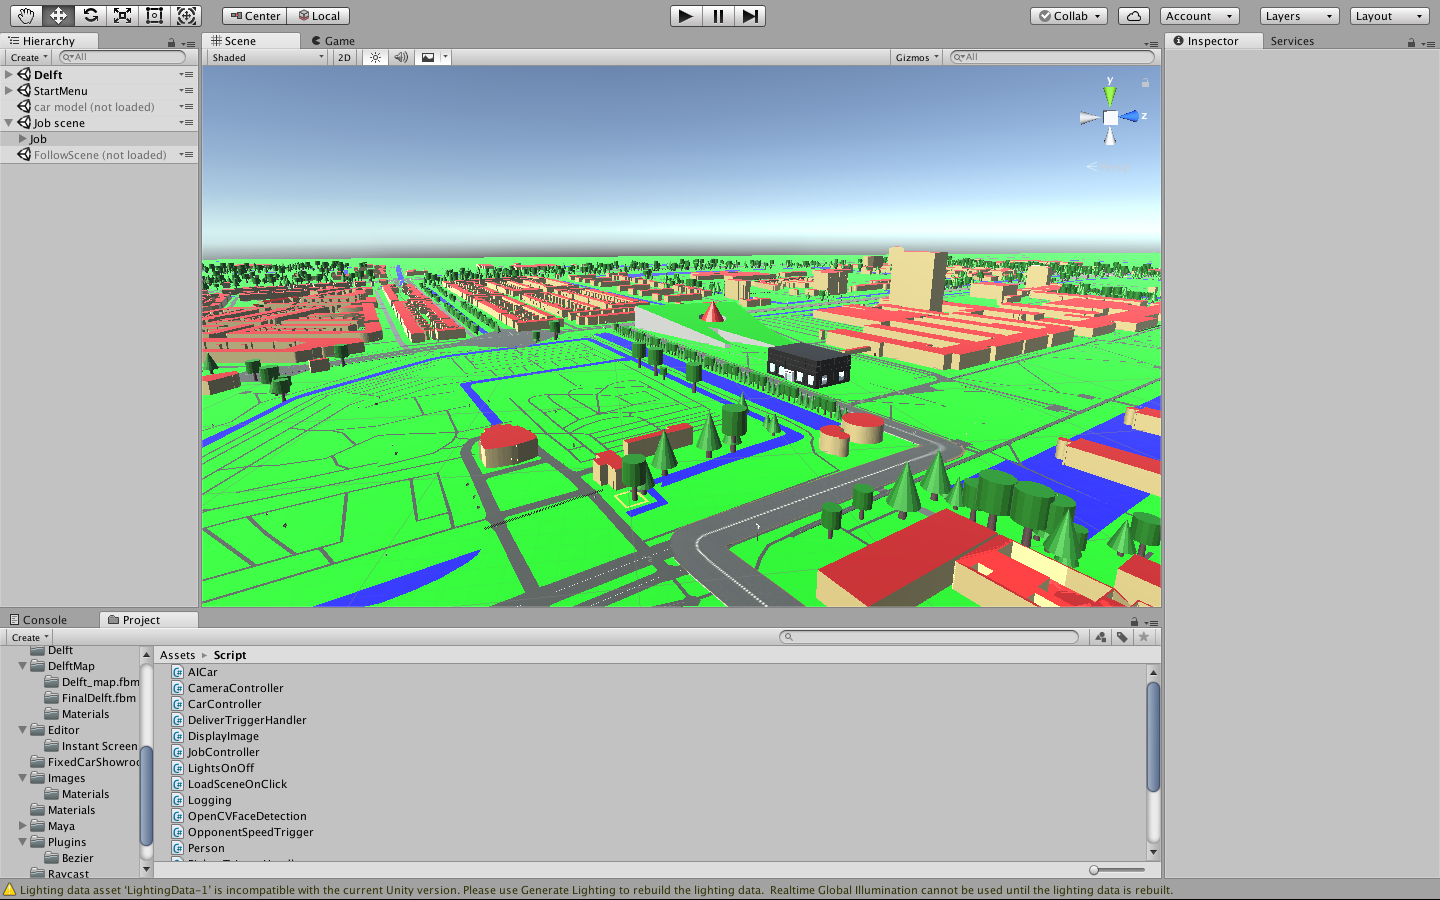 Center Local Collab Account Layers Layout
Hierarchy
Create All
Delft
StartMenu
car model (not loaded)
Job scene
Job
FollowScene (not loaded)
Scene Game
Shaded 2D Gizmos All
y
z
Inspector Services
Console Project
Create
Delft
DelftMap
Delft_map.fbm
FinalDelft.fbm
Materials
Editor
Instant Screen
FixedCarShowroo
Images
Materials
Materials
Maya
Plugins
Bezier
Raycast
Assets Script
AICar
CameraController
CarController
DeliverTriggerHandler
DisplayImage
JobController
LightsOnOff
LoadSceneOnClick
Logging
OpenCVFaceDetection
OpponentSpeedTrigger
Person
Lighting data asset 'LightingData-1' is incompatible with the current Unity version. Please use Generate Lighting to rebuild the lighting data. Realtime Global Illumination cannot be used until the lighting data is rebuilt.